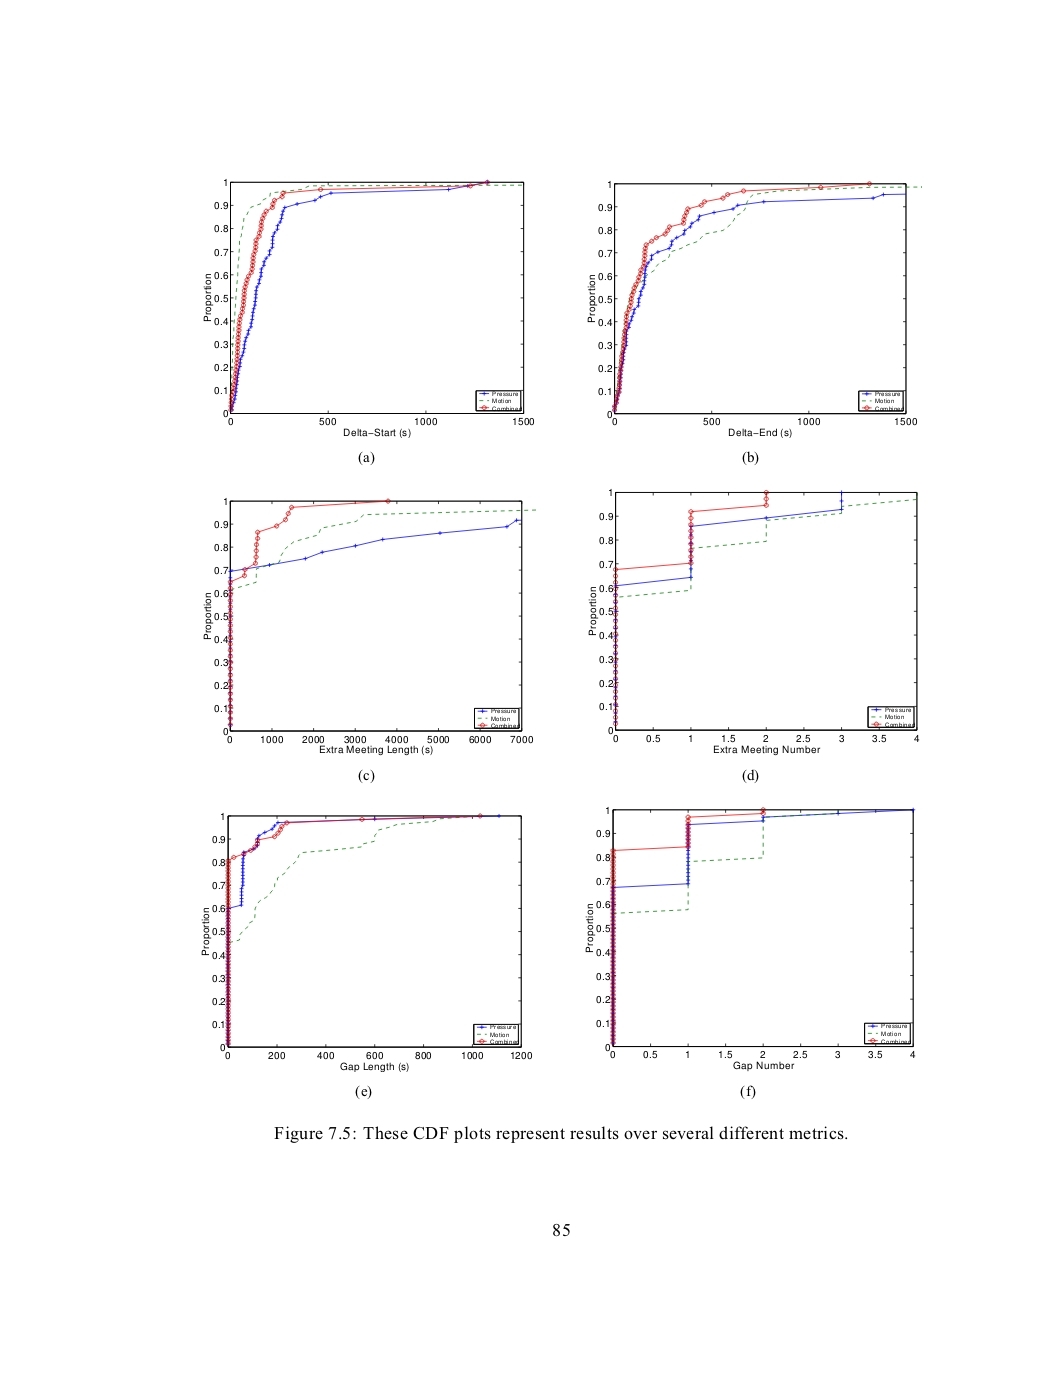 1
0.9
0.8
0.7
0.6
0.5
0.4
0.3
0.2
0.1
0
Proportion
0 500 1000 1500
Delta−Start (s)
Pressure
Motion
Combined
(a)
1
0.9
0.8
0.7
0.6
0.5
0.4
0.3
0.2
0.1
0
Proportion
0 500 1000 1500
Delta−End (s)
Pressure
Motion
Combined
(b)
1
0.9
0.8
0.7
0.6
0.5
0.4
0.3
0.2
0.1
0
Proportion
0 1000 2000 3000 4000 5000 6000 7000
Extra Meeting Length (s)
Pressure
Motion
Combined
(c)
1
0.9
0.8
0.7
0.6
0.5
0.4
0.3
0.2
0.1
0
Proportion
0 0.5 1 1.5 2 2.5 3 3.5 4
Extra Meeting Number
Pressure
Motion
Combined
(d)
1
0.9
0.8
0.7
0.6
0.5
0.4
0.3
0.2
0.1
0
Proportion
0 200 400 600 800 1000 1200
Gap Length (s)
Pressure
Motion
Combined
(e)
1
0.9
0.8
0.7
0.6
0.5
0.4
0.3
0.2
0.1
0
Proportion
0 0.5 1 1.5 2 2.5 3 3.5 4
Gap Number
Pressure
Motion
Combined
(f)
Figure 7.5: These CDF plots represent results over several different metrics.
85